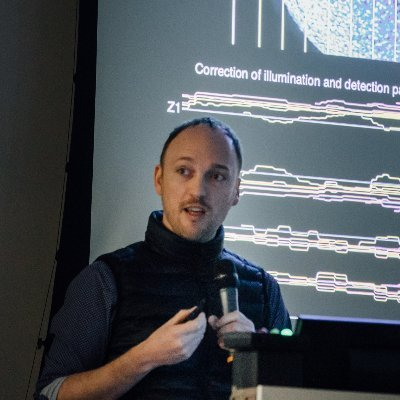 Correction of illumination and detection pa
Z1